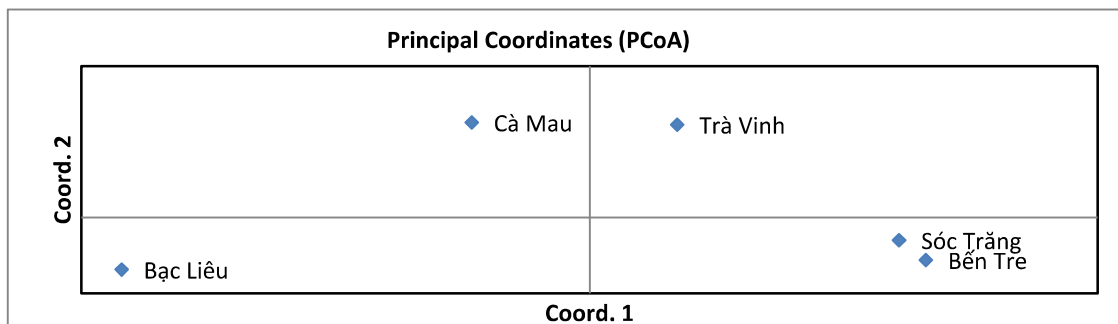 Principal Coordinates (PCoA)
Coord. 2
Cà Mau
Trà Vinh
Sóc Trăng
Bến Tre
Bạc Liêu
Coord. 1